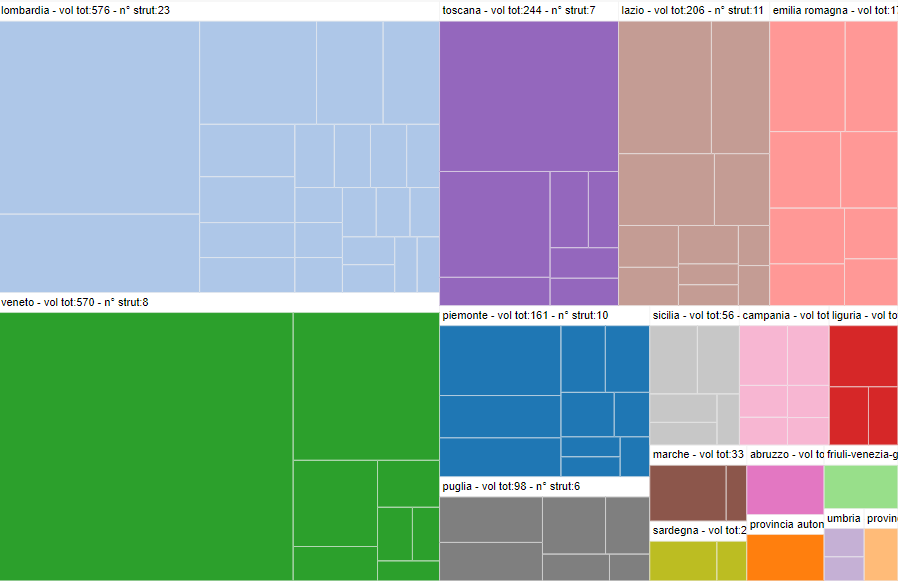 lombardia - vol tot:576 - n° strut:23
toscana - vol tot:244 - n° strut:7
lazio - vol tot:206 - n° strut:11
emilia romagna - vol tot:17
veneto - vol tot:570 - n° strut:8
piemonte - vol tot:161 - n° strut:10
sicilia - vol tot:56 -
campania - vol tot
liguria - vol to
puglia - vol tot:98 - n° strut:6
marche - vol tot:33
abruzzo - vol to
friuli-venezia-g
sardegna - vol tot:2
provincia auton
umbria
provin